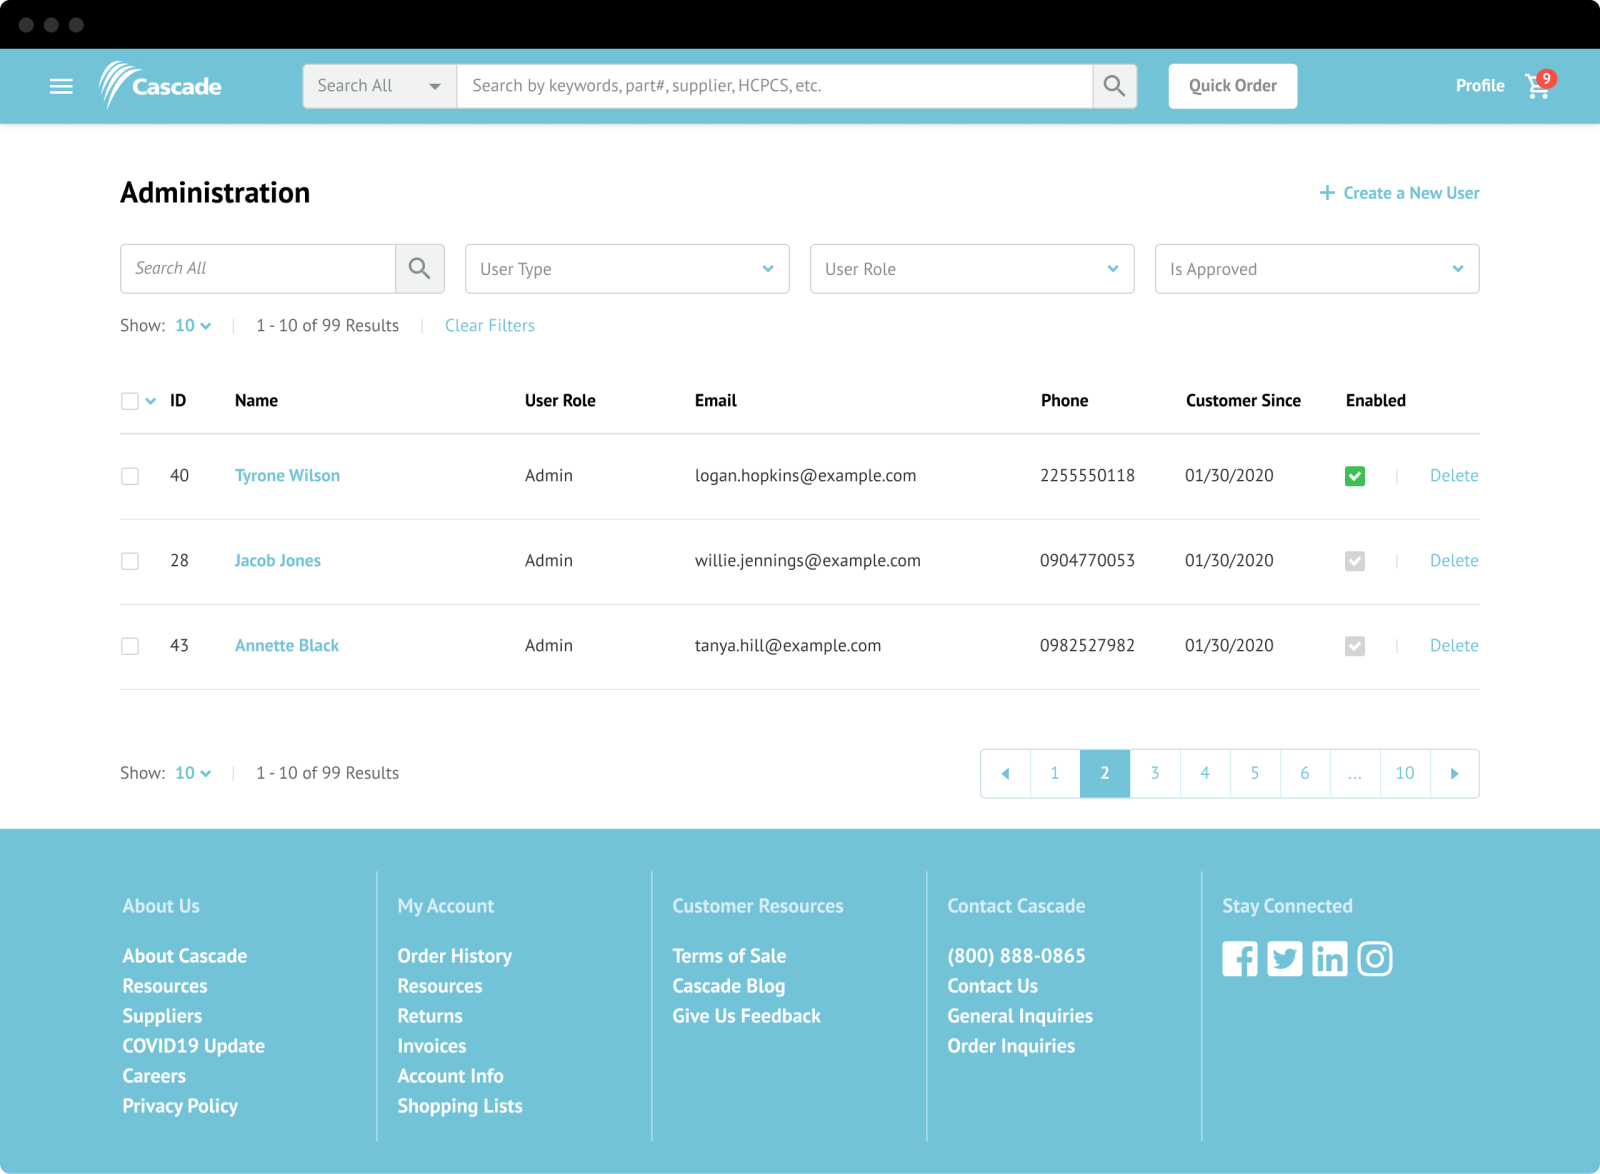 Cascade
Search All
Search by keywords, part#, supplier, HCPCS, etc.
Quick Order
Profile
9
Administration
Create a New User
Search All
User Type
User Role
Is Approved
Show: 10
1 - 10 of 99 Results
Clear Filters
ID Name User Role Email Phone Customer Since Enabled
40 Tyrone Wilson Admin logan.hopkins@example.com 2255550118 01/30/2020 Delete
28 Jacob Jones Admin willie.jennings@example.com 0904770053 01/30/2020 Delete
43 Annette Black Admin tanya.hill@example.com 0982527982 01/30/2020 Delete
Show: 10
1 - 10 of 99 Results
1 2 3 4 5 6 ... 10
About Us
About Cascade
Resources
Suppliers
COVID19 Update
Careers
Privacy Policy
My Account
Order History
Resources
Returns
Invoices
Account Info
Shopping Lists
Customer Resources
Terms of Sale
Cascade Blog
Give Us Feedback
Contact Cascade
(800) 888-0865
Contact Us
General Inquiries
Order Inquiries
Stay Connected